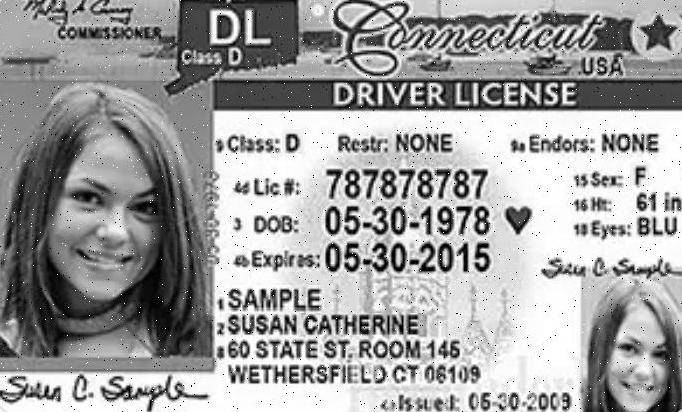 COMMISSIONER
DL
Class D
Connecticut
USA
DRIVER LICENSE
9 Class: D Restr: NONE 9a Endors: NONE
4d Lic #: 787878787
15 Sex: F
3 DOB: 05-30-1978
16 Ht: 61 in
4b Expires: 05-30-2015
18 Eyes: BLU
1 SAMPLE
2 SUSAN CATHERINE
8 60 STATE ST, ROOM 145
WETHERSFIELD CT 06109
Issued: 05-30-2009
Susan C. Sample
Susan C. Sample